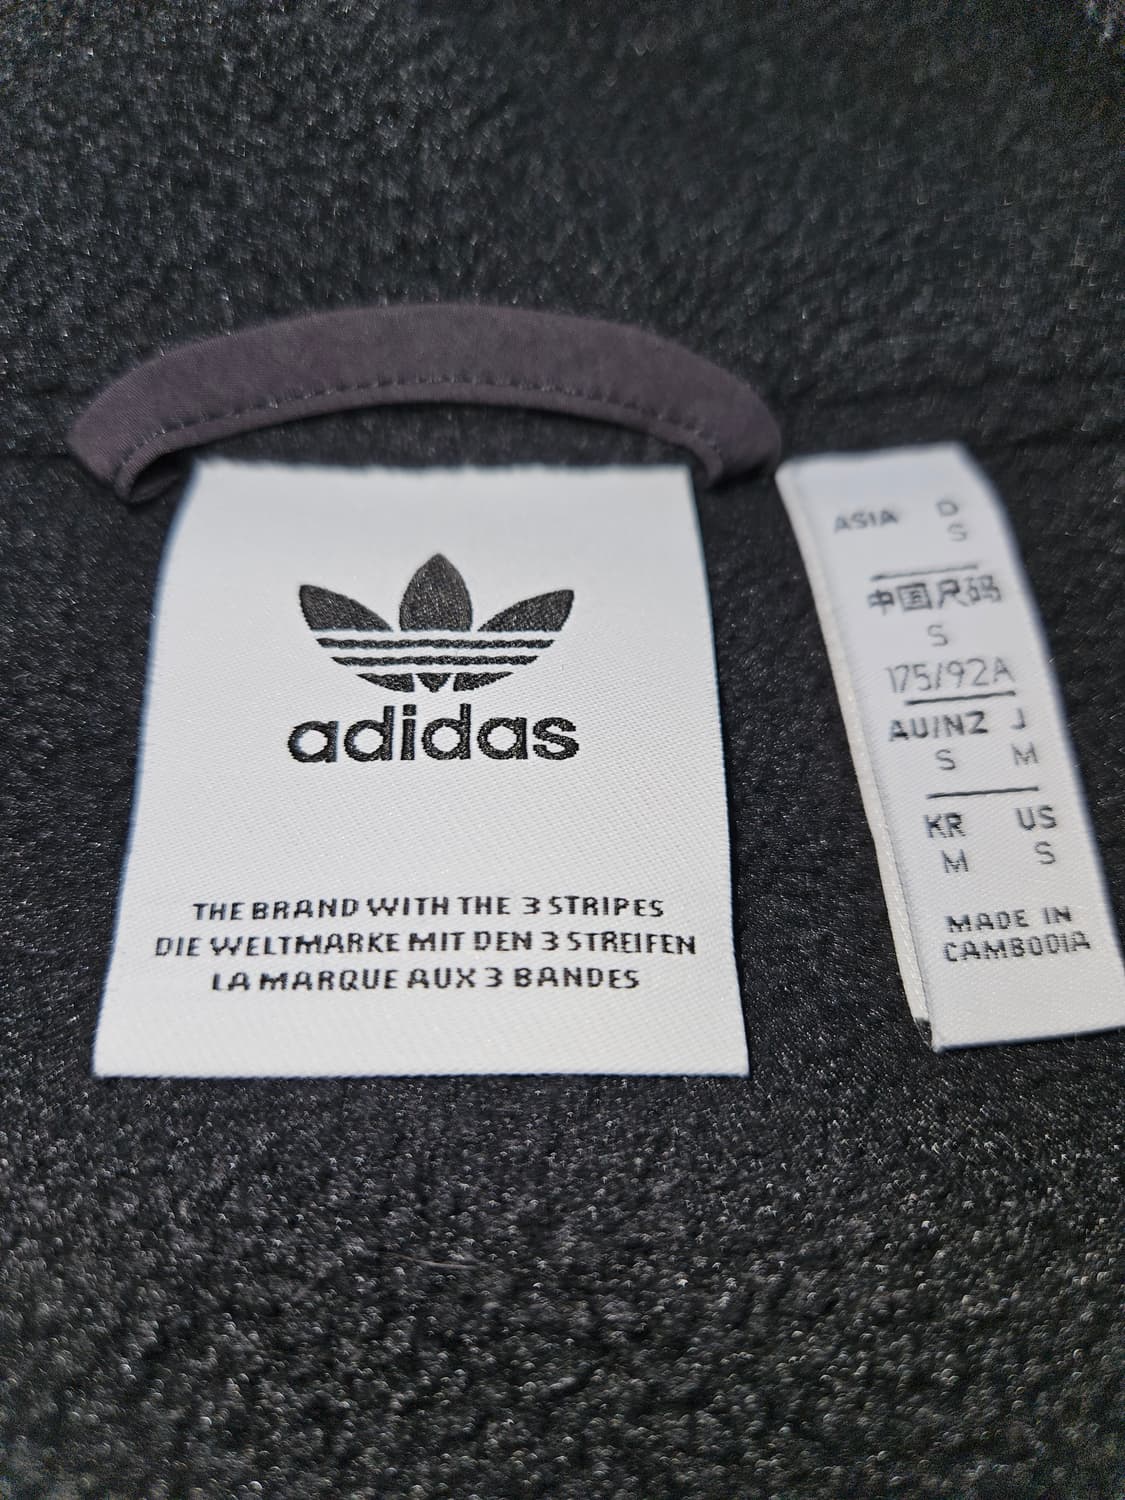 adidas
THE BRAND WITH THE 3 STRIPES
DIE WELTMARKE MIT DEN 3 STREIFEN
LA MARQUE AUX 3 BANDES
ASIA D
S
中国尺码
S
175/92A
AU/NZ J
S M
KR US
M S
MADE IN
CAMBODIA